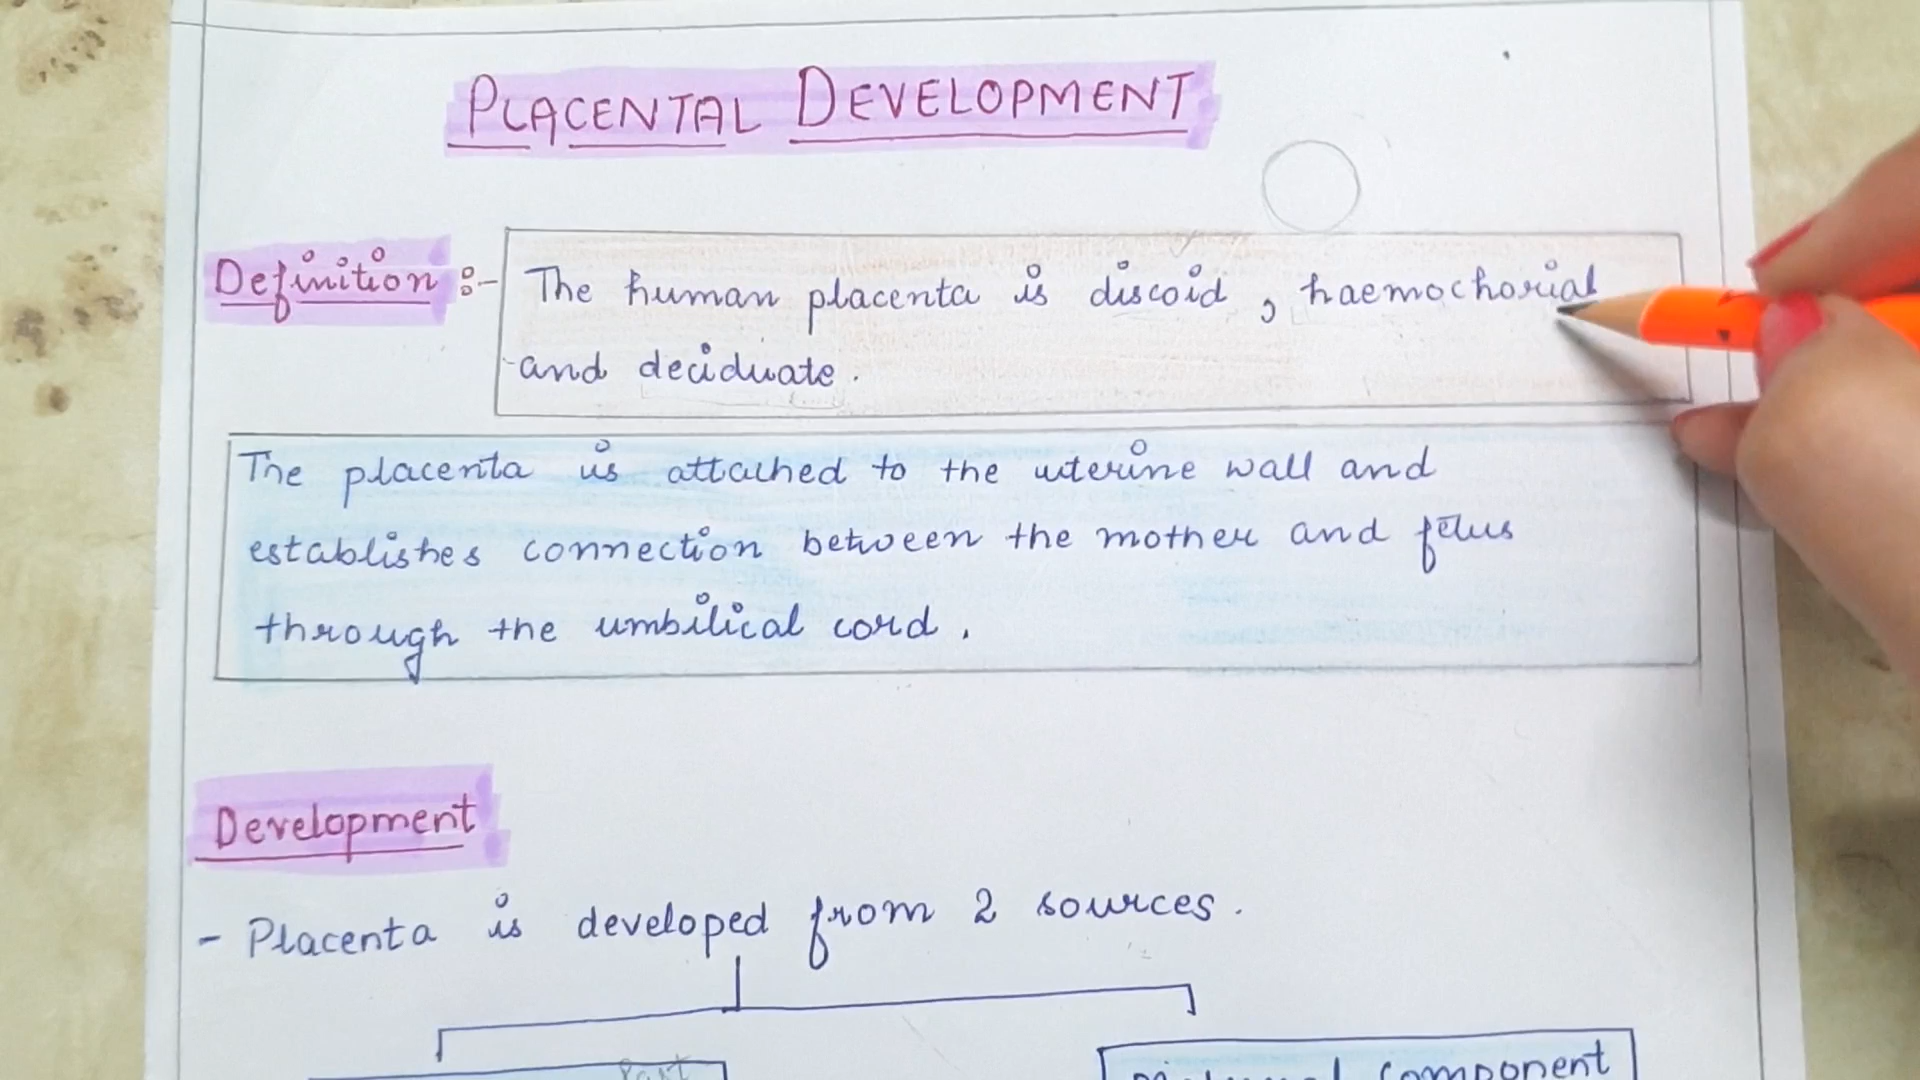 PLACENTAL DEVELOPMENT
Definition :- The human placenta is discoid , haemochorial
and deciduate .
The placenta is attached to the uterine wall and
establishes connection between the mother and fetus
through the umbilical cord .
Development
- Placenta is developed from 2 sources .
Part
component